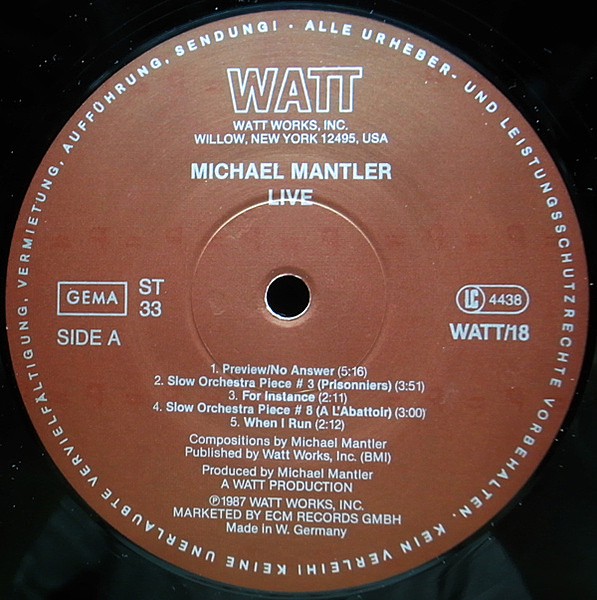 ALLE URHEBER- UND LEISTUNGSSCHUTZRECHTE VORBEHALTEN. KEIN VERLEIH! KEINE UNERLAUBTE VERVIELFÄLTIGUNG, VERMIETUNG, AUFFÜHRUNG, SENDUNG! ·
WATT
WATT WORKS, INC.
WILLOW, NEW YORK 12495, USA
MICHAEL MANTLER
LIVE
GEMA
ST
33
SIDE A
LC 4438
WATT/18
1. Preview/No Answer (5:16)
2. Slow Orchestra Piece # 3 (Prisonniers) (3:51)
3. For Instance (2:11)
4. Slow Orchestra Piece # 8 (A L'Abattoir) (3:00)
5. When I Run (2:12)
Compositions by Michael Mantler
Published by Watt Works, Inc. (BMI)
Produced by Michael Mantler
A WATT PRODUCTION
℗1987 WATT WORKS, INC.
MARKETED BY ECM RECORDS GMBH
Made in W. Germany